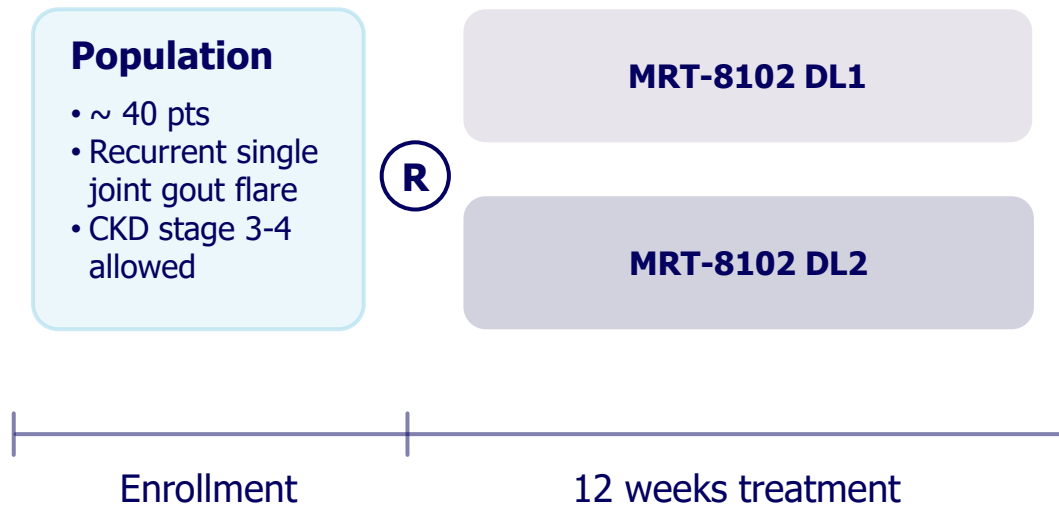 Population
• ~ 40 pts
• Recurrent single
joint gout flare
• CKD stage 3-4
allowed
R
MRT-8102 DL1
MRT-8102 DL2
Enrollment
12 weeks treatment